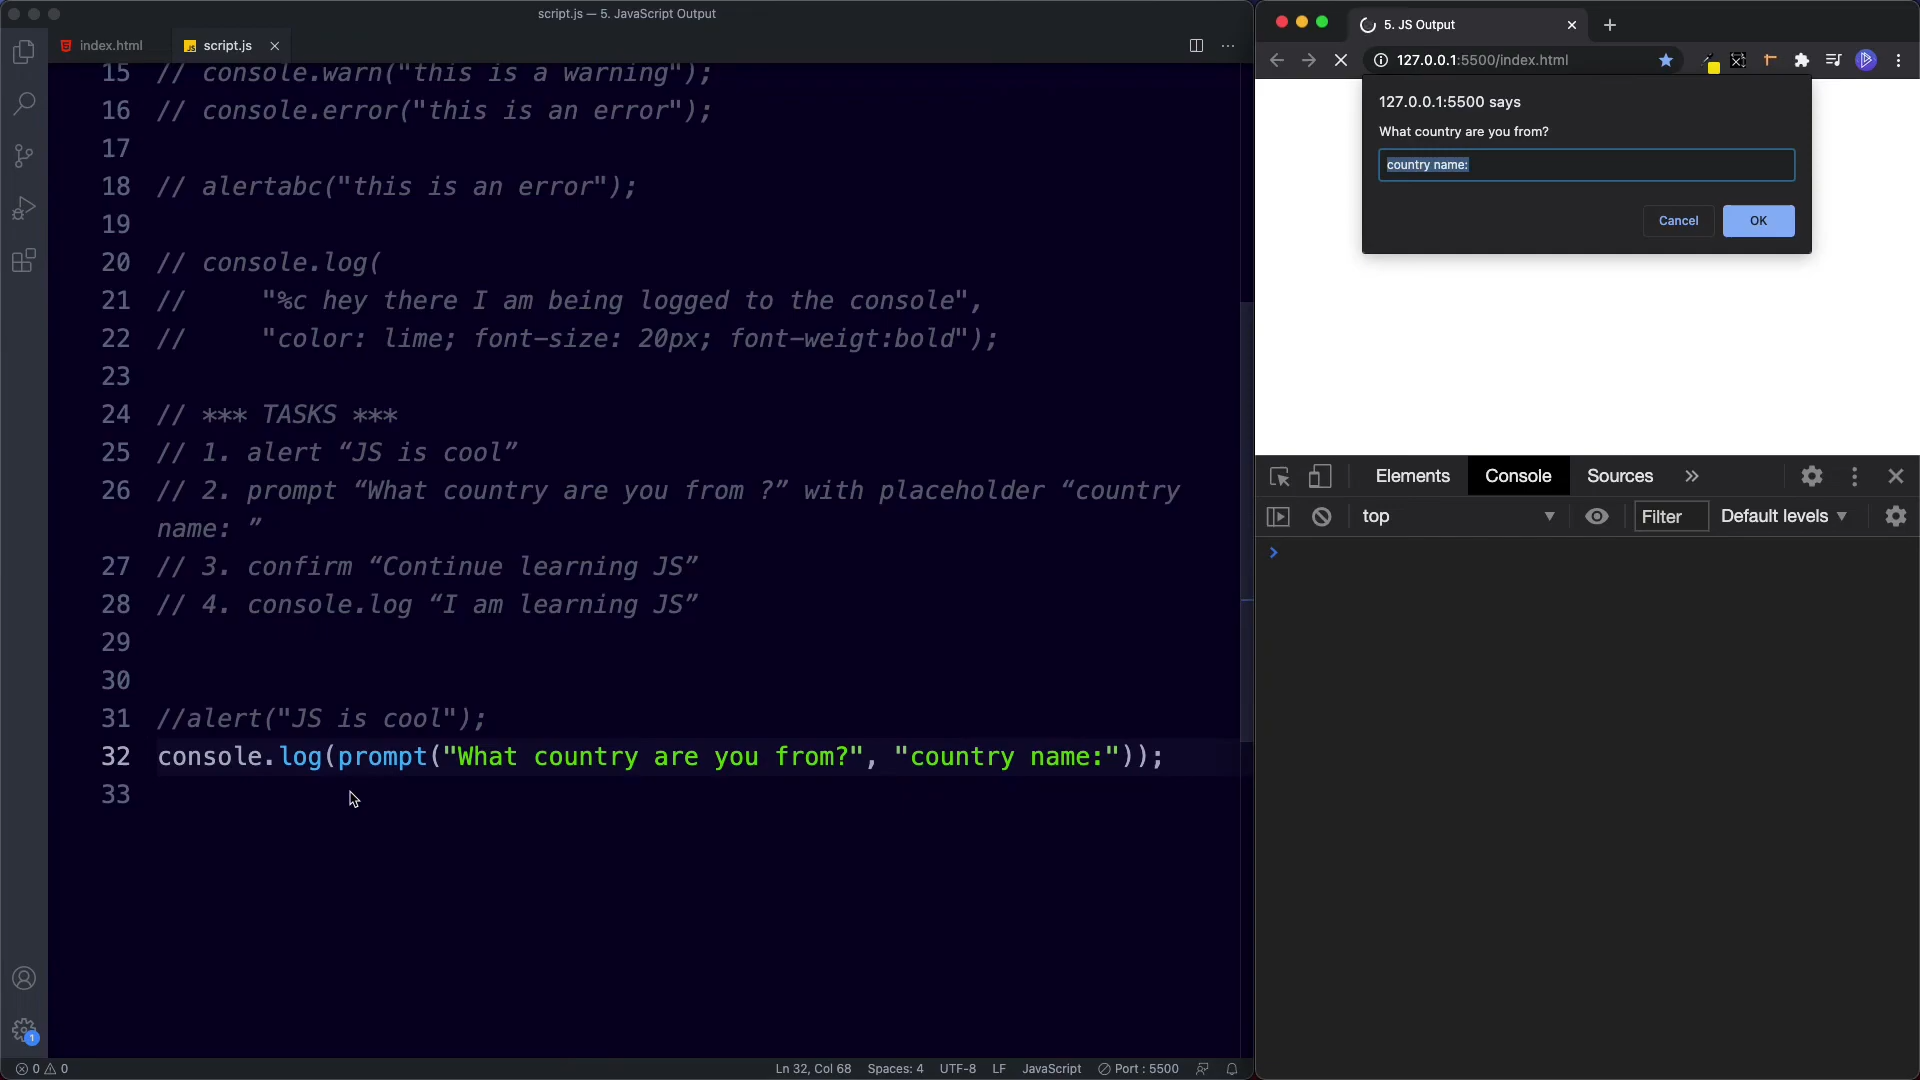 script.js — 5. JavaScript Output
index.html
script.js
15 // console.warn("this is a warning");
16 // console.error("this is an error");
17
18 // alertabc("this is an error");
19
20 // console.log(
21 //     "%c hey there I am being logged to the console",
22 //     "color: lime; font-size: 20px; font-weigt:bold");
23
24 // *** TASKS ***
25 // 1. alert “JS is cool”
26 // 2. prompt “What country are you from ?” with placeholder “country
name: ”
27 // 3. confirm “Continue learning JS”
28 // 4. console.log “I am learning JS”
29
30
31 //alert("JS is cool");
32 console.log(prompt("What country are you from?", "country name:"));
33
1
0 0
Ln 32, Col 68 Spaces: 4 UTF-8 LF JavaScript Port : 5500
5. JS Output
127.0.0.1:5500/index.html
127.0.0.1:5500 says
What country are you from?
country name:
Cancel OK
Elements Console Sources
top Filter Default levels